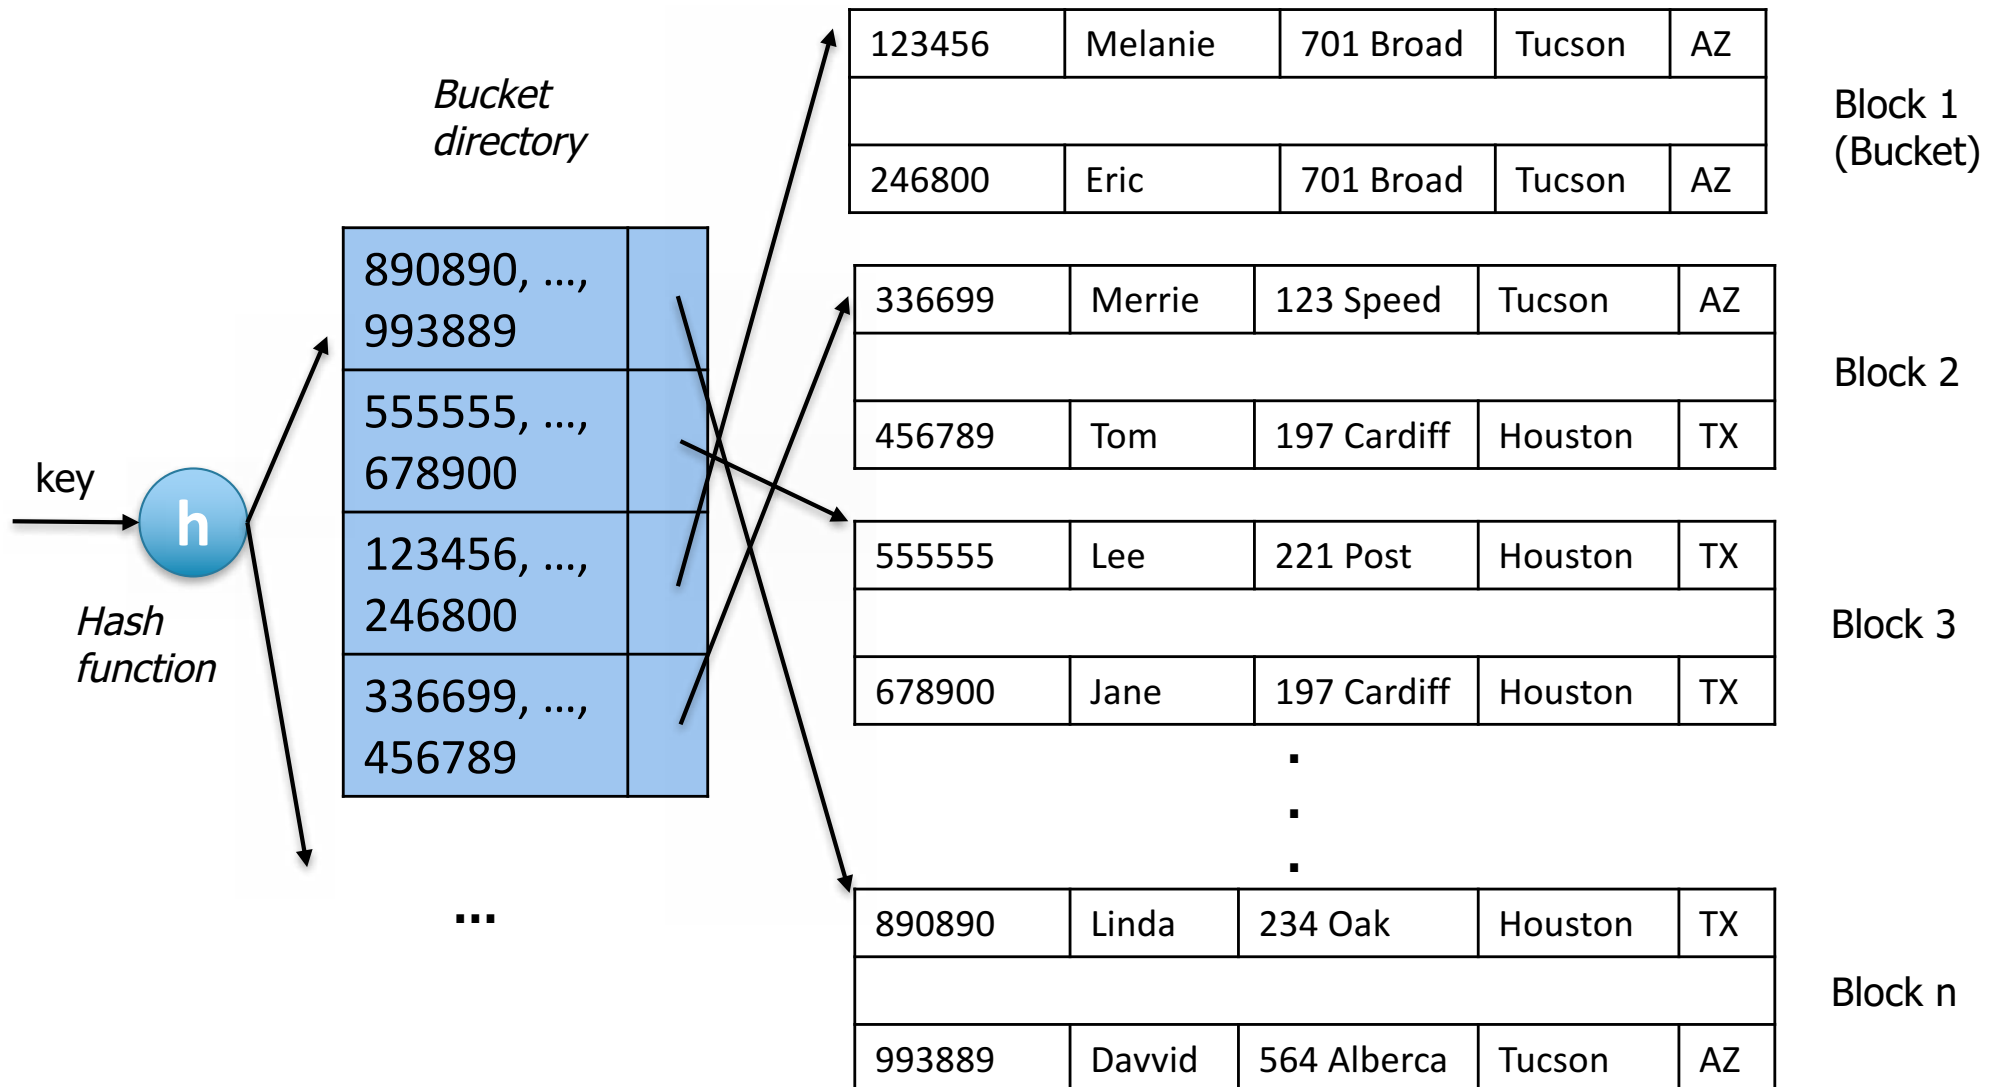 key
h
Hash
function
Bucket
directory
890890, ...,
993889
555555, ...,
678900
123456, ...,
246800
336699, ...,
456789
...
123456 Melanie 701 Broad Tucson AZ
246800 Eric 701 Broad Tucson AZ
Block 1
(Bucket)
336699 Merrie 123 Speed Tucson AZ
456789 Tom 197 Cardiff Houston TX
Block 2
555555 Lee 221 Post Houston TX
678900 Jane 197 Cardiff Houston TX
Block 3
.
.
.
890890 Linda 234 Oak Houston TX
993889 Davvid 564 Alberca Tucson AZ
Block n